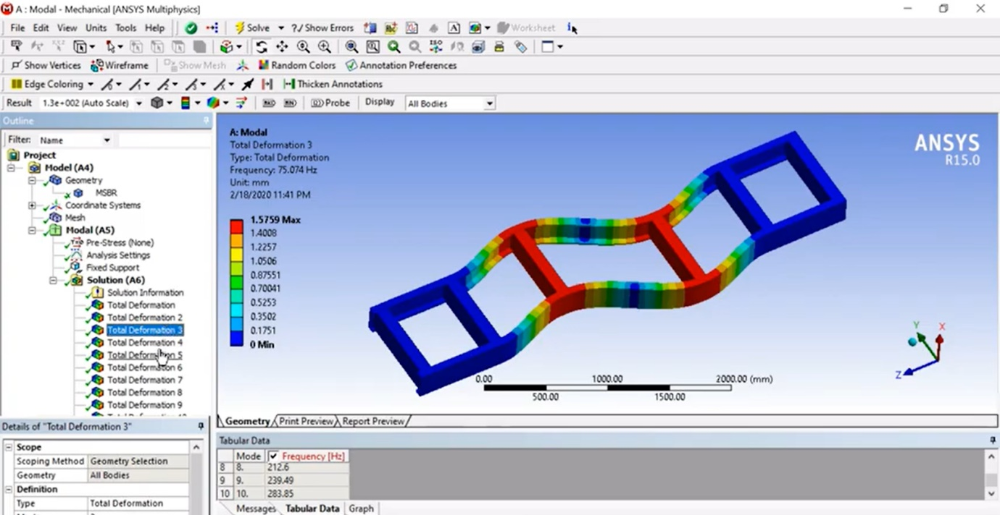 A : Modal - Mechanical [ANSYS Multiphysics]
File Edit View Units Tools Help Solve ?/ Show Errors A Worksheet i
ISO
Show Vertices Wireframe Show Mesh Random Colors Annotation Preferences
Edge Coloring Thicken Annotations
Result 1.3e+002 (Auto Scale) Probe Display All Bodies
Outline
Filter: Name
Project
Model (A4)
Geometry
MSBR
Coordinate Systems
Mesh
Modal (A5)
Pre-Stress (None)
Analysis Settings
Fixed Support
Solution (A6)
Solution Information
Total Deformation
Total Deformation 2
Total Deformation 3
Total Deformation 4
Total Deformation 5
Total Deformation 6
Total Deformation 7
Total Deformation 8
Total Deformation 9
A: Modal
Total Deformation 3
Type: Total Deformation
Frequency: 75.074 Hz
Unit: mm
2/18/2020 11:41 PM
1.5759 Max
1.4008
1.2257
1.0506
0.87551
0.70041
0.5253
0.3502
0.1751
0 Min
ANSYS
R15.0
Y X
Z
0.00 1000.00 2000.00 (mm)
500.00 1500.00
Geometry Print Preview Report Preview
Details of "Total Deformation 3"
Scope
Scoping Method Geometry Selection
Geometry All Bodies
Definition
Type Total Deformation
Tabular Data
Mode Frequency [Hz]
8 8. 212.6
9 9. 239.49
10 10. 283.85
Messages Tabular Data Graph